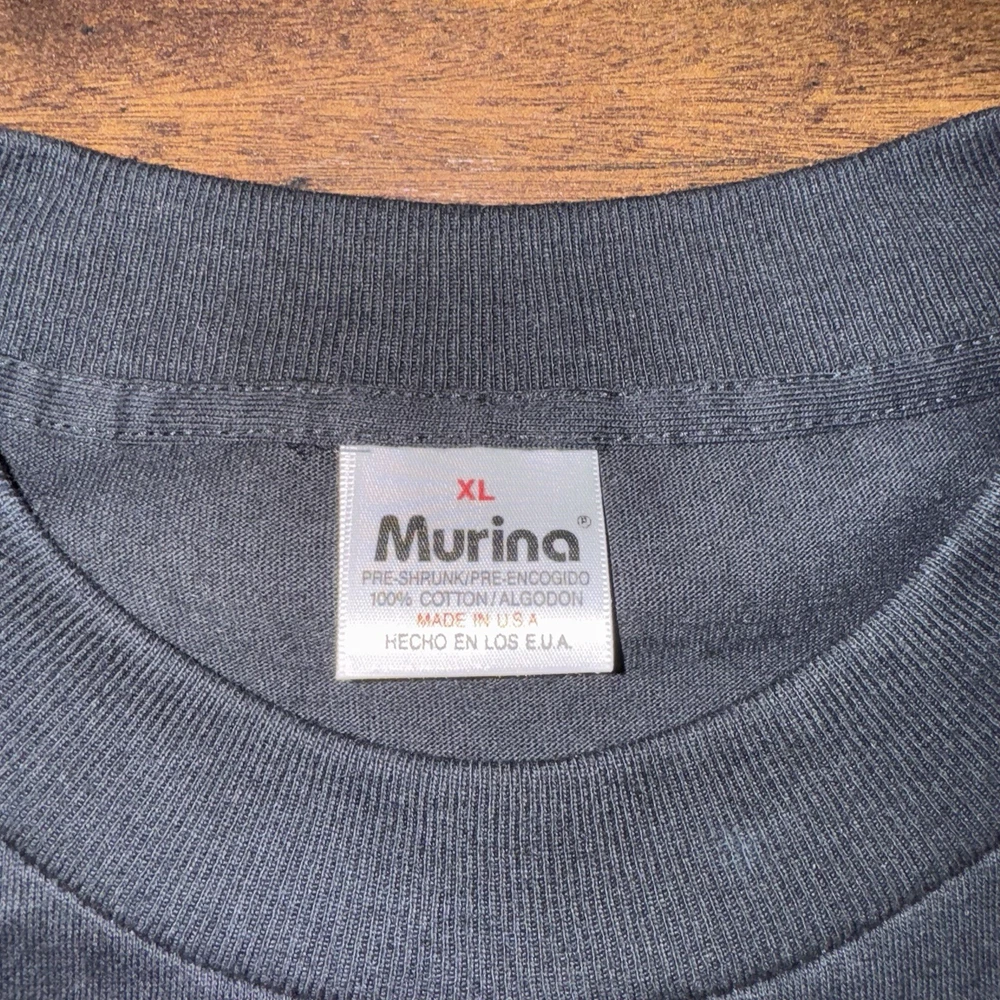 XL
Murina®
PRE-SHRUNK/PRE-ENCOGIDO
100% COTTON/ALGODON
MADE IN U.S.A
HECHO EN LOS E.U.A.